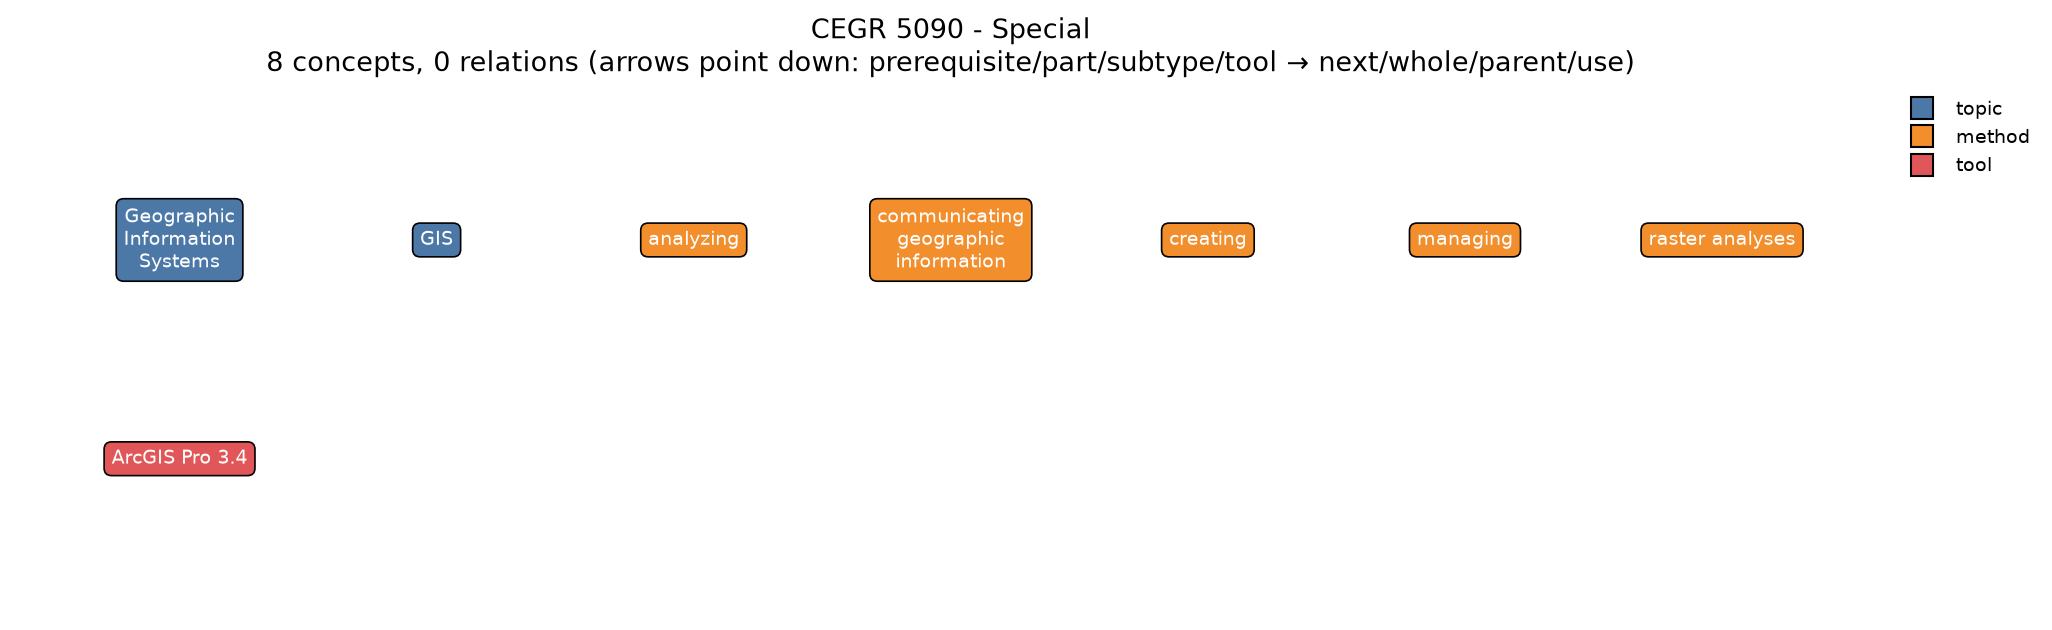 CEGR 5090 - Special
8 concepts, 0 relations (arrows point down: prerequisite/part/subtype/tool → next/whole/parent/use)
topic
method
tool
Geographic
Information
Systems
GIS
analyzing
communicating
geographic
information
creating
managing
raster analyses
ArcGIS Pro 3.4